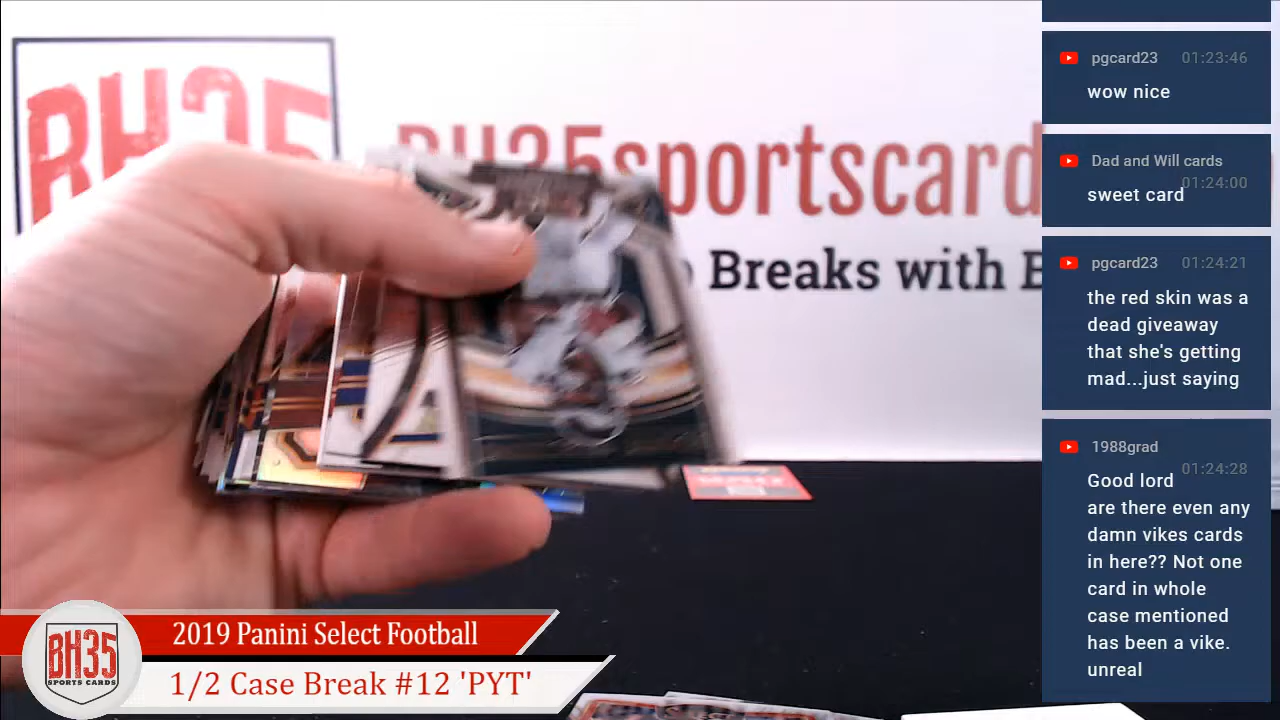 BH35
BH35sportscard
Breaks with B
pgcard23 01:23:46
wow nice
Dad and Will cards
01:24:00
sweet card
pgcard23 01:24:21
the red skin was a
dead giveaway
that she's getting
mad...just saying
1988grad
01:24:28
Good lord
are there even any
damn vikes cards
in here?? Not one
card in whole
case mentioned
has been a vike.
unreal
BH35
SPORTS CARDS
2019 Panini Select Football
1/2 Case Break #12 'PYT'